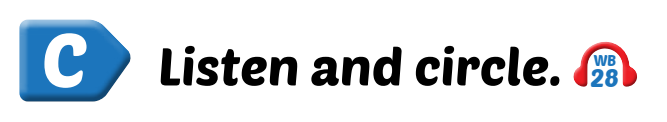 C Listen and circle. WB
28